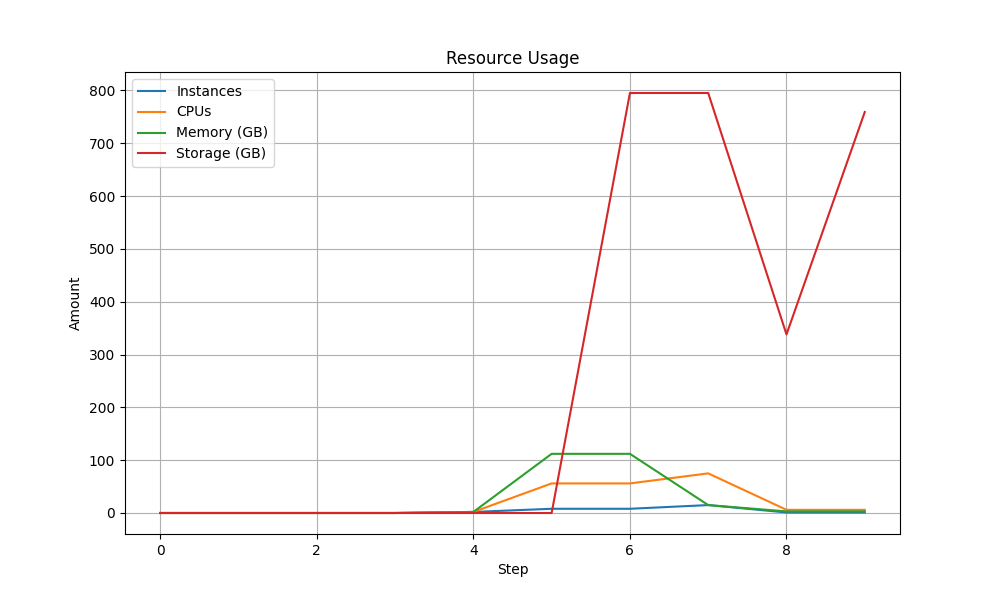 Resource Usage
Instances
CPUs
Memory (GB)
Storage (GB)
Amount
800
700
600
500
400
300
200
100
0
0 2 4 6 8
Step